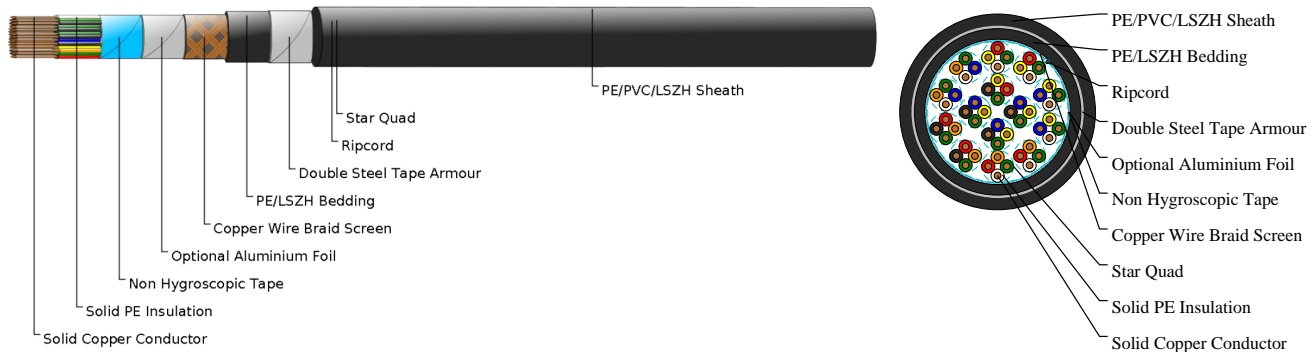 PE/PVC/LSZH Sheath
Star Quad
Ripcord
Double Steel Tape Armour
PE/LSZH Bedding
Copper Wire Braid Screen
Optional Aluminium Foil
Non Hygroscopic Tape
Solid PE Insulation
Solid Copper Conductor
PE/PVC/LSZH Sheath
PE/LSZH Bedding
Ripcord
Double Steel Tape Armour
Optional Aluminium Foil
Non Hygroscopic Tape
Copper Wire Braid Screen
Star Quad
Solid PE Insulation
Solid Copper Conductor